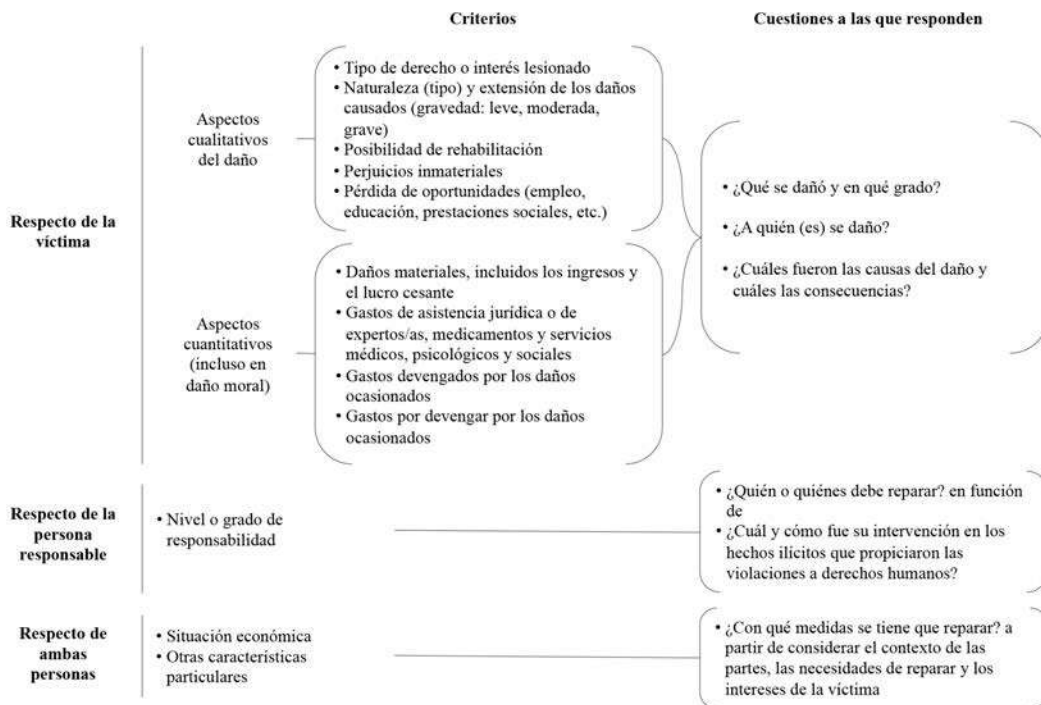 Criterios
Cuestiones a las que responden
Respecto de la
víctima
Aspectos
cualitativos
del daño
• Tipo de derecho o interés lesionado
• Naturaleza (tipo) y extensión de los daños
causados (gravedad: leve, moderada,
grave)
• Posibilidad de rehabilitación
• Perjuicios inmateriales
• Pérdida de oportunidades (empleo,
educación, prestaciones sociales, etc.)
Aspectos
cuantitativos
(incluso en
daño moral)
• Daños materiales, incluidos los ingresos y
el lucro cesante
• Gastos de asistencia jurídica o de
expertos/as, medicamentos y servicios
médicos, psicológicos y sociales
• Gastos devengados por los daños
ocasionados
• Gastos por devengar por los daños
ocasionados
• ¿Qué se dañó y en qué grado?
• ¿A quién (es) se daño?
• ¿Cuáles fueron las causas del daño y
cuáles las consecuencias?
Respecto de la
persona
responsable
• Nivel o grado de
responsabilidad
• ¿Quién o quiénes debe reparar? en función
de
• ¿Cuál y cómo fue su intervención en los
hechos ilícitos que propiciaron las
violaciones a derechos humanos?
Respecto de
ambas
personas
• Situación económica
• Otras características
particulares
• ¿Con qué medidas se tiene que reparar? a
partir de considerar el contexto de las
partes, las necesidades de reparar y los
intereses de la víctima